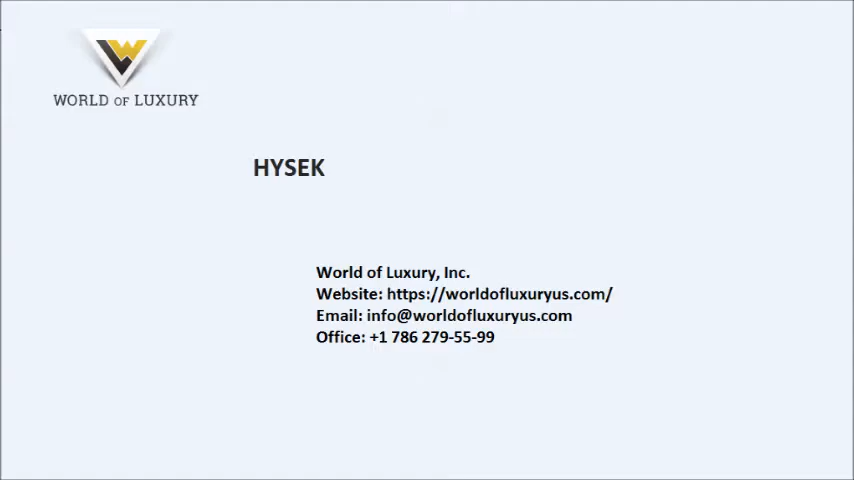 WORLD OF LUXURY
HYSEK
World of Luxury, Inc.
Website: https://worldofluxuryus.com/
Email: info@worldofluxuryus.com
Office: +1 786 279-55-99